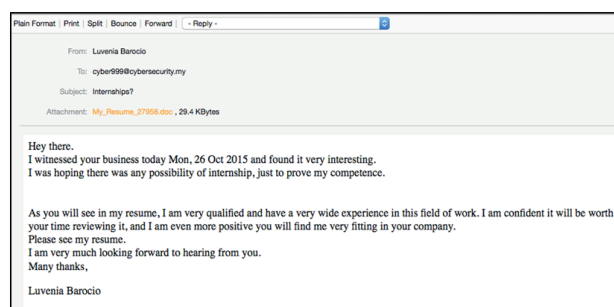 Plain Format | Print | Split | Bounce | Forward | - Reply -
From: Luvenia Barocio
To: cyber999@cybersecurity.my
Subject: Internships?
Attachment: My_Resume_27958.doc , 29.4 KBytes
Hey there.
I witnessed your business today Mon, 26 Oct 2015 and found it very interesting.
I was hoping there was any possibility of internship, just to prove my competence.
As you will see in my resume, I am very qualified and have a very wide experience in this field of work. I am confident it will be worth
your time reviewing it, and I am even more positive you will find me very fitting in your company.
Please see my resume.
I am very much looking forward to hearing from you.
Many thanks,
Luvenia Barocio